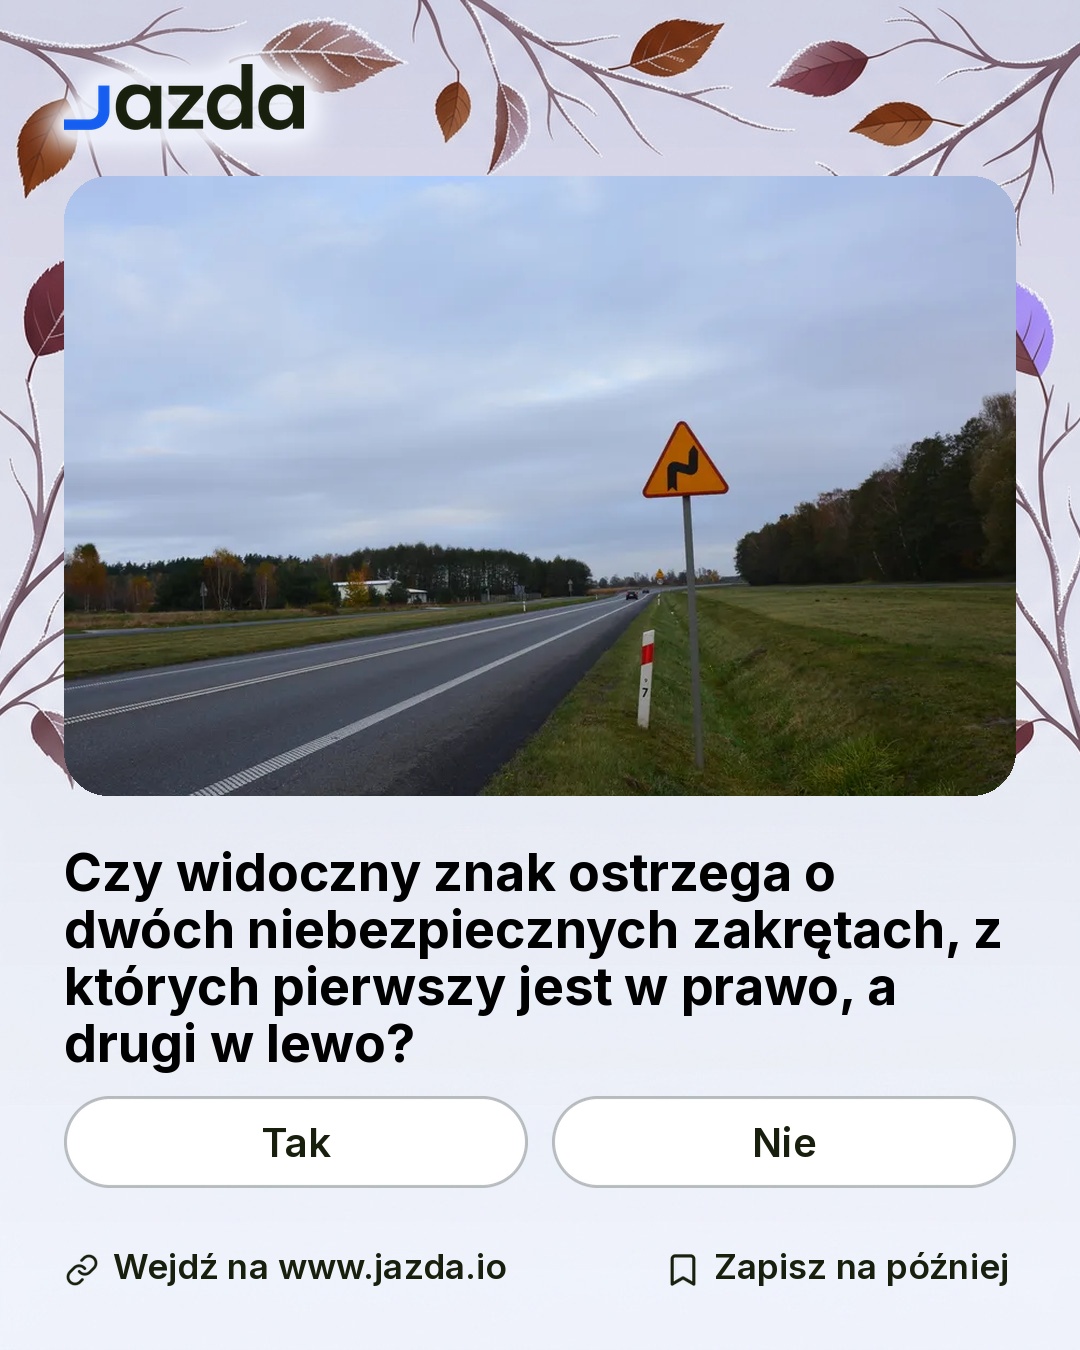 Jazda
7
Czy widoczny znak ostrzega o
dwóch niebezpiecznych zakrętach, z
których pierwszy jest w prawo, a
drugi w lewo?
Tak
Nie
Wejdź na www.jazda.io
Zapisz na później